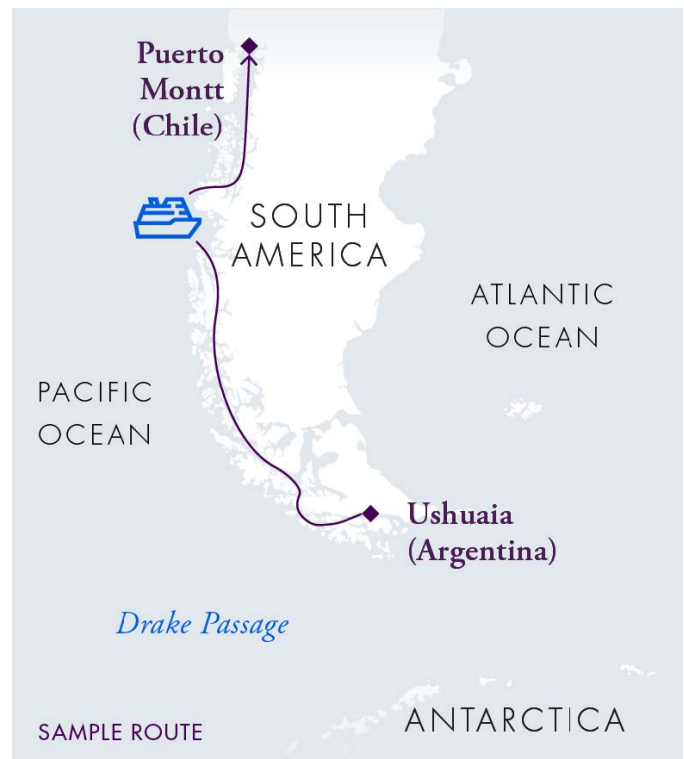 Puerto
Montt
(Chile)
SOUTH
AMERICA
ATLANTIC
OCEAN
PACIFIC
OCEAN
Ushuaia
(Argentina)
Drake Passage
ANTARCTICA
SAMPLE ROUTE